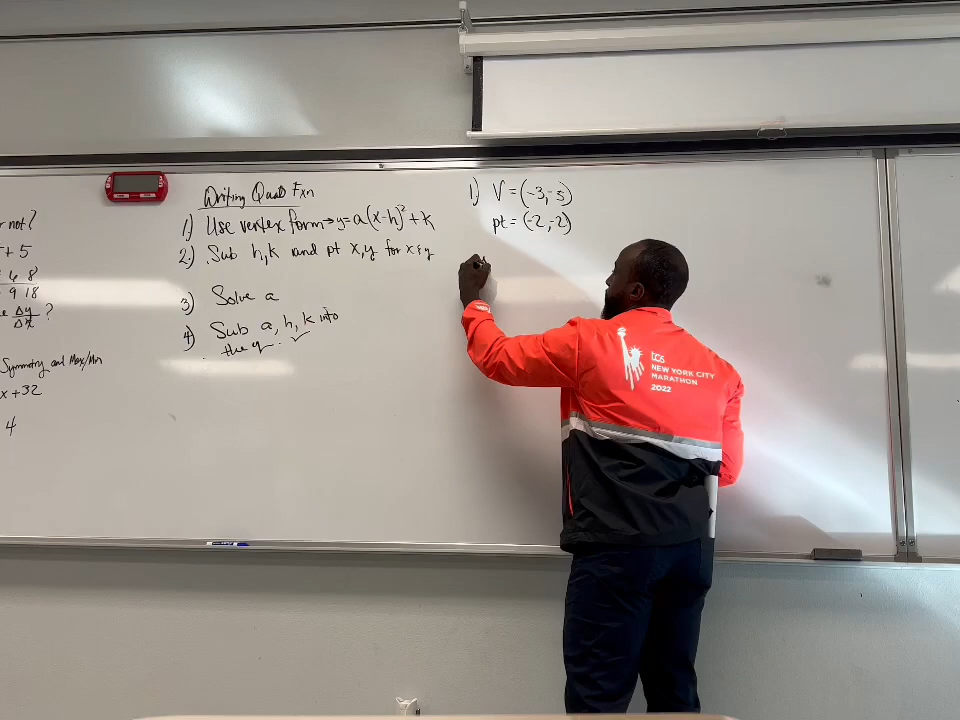 r not?
+ 5
6 8
9 18
Δy
Δx ?
Symmetry and Max/Min
x + 32
4
Writing Quad Fxn
1) Use vertex form → y = a(x-h)² + k
2) Sub h, k and pt x, y for x & y
3) Solve a
4) Sub a, h, k into
the
1) V = (-3, -5)
pt = (-2, -2)
TCS
NEW YORK CITY
MARATHON
2022